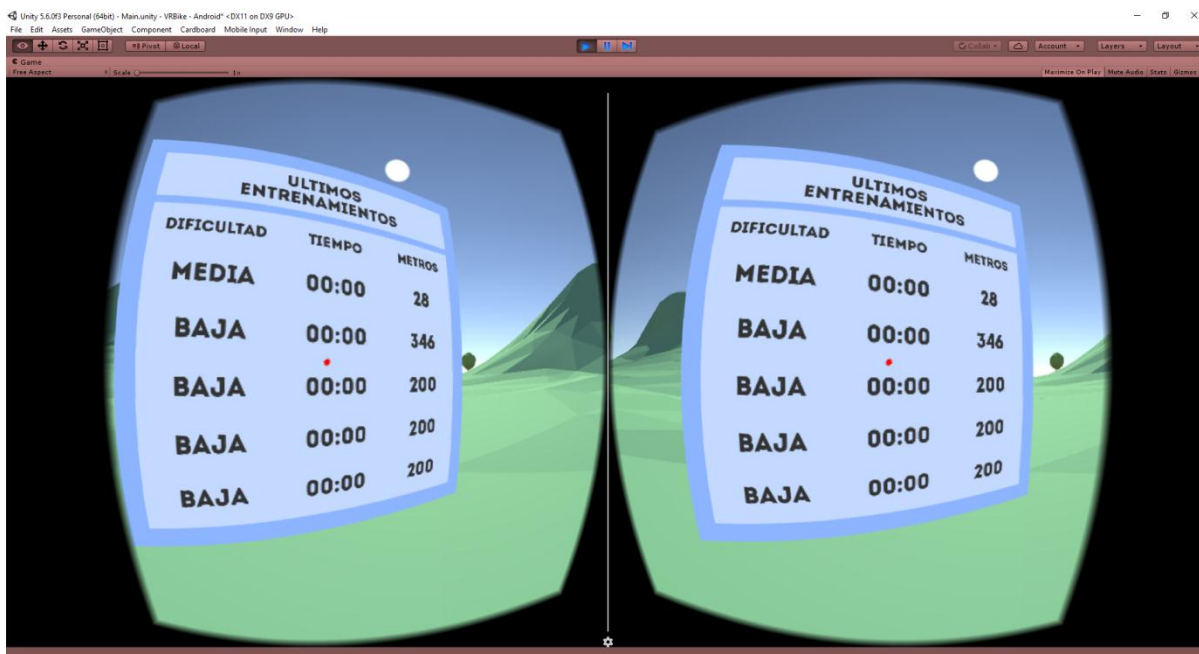 Unity 5.6.0f3 Personal (64bit) - Main.unity - VRBike - Android* <DX11 on DX9 GPU>
File Edit Assets GameObject Component Cardboard Mobile Input Window Help
Pivot Local Collab Account Layers Layout
Game
Free Aspect Scale 1x Maximize On Play Mute Audio Stats Gizmos
ULTIMOS
ENTRENAMIENTOS
DIFICULTAD TIEMPO METROS
MEDIA 00:00 28
BAJA 00:00 346
BAJA 00:00 200
BAJA 00:00 200
BAJA 00:00 200
ULTIMOS
ENTRENAMIENTOS
DIFICULTAD TIEMPO METROS
MEDIA 00:00 28
BAJA 00:00 346
BAJA 00:00 200
BAJA 00:00 200
BAJA 00:00 200